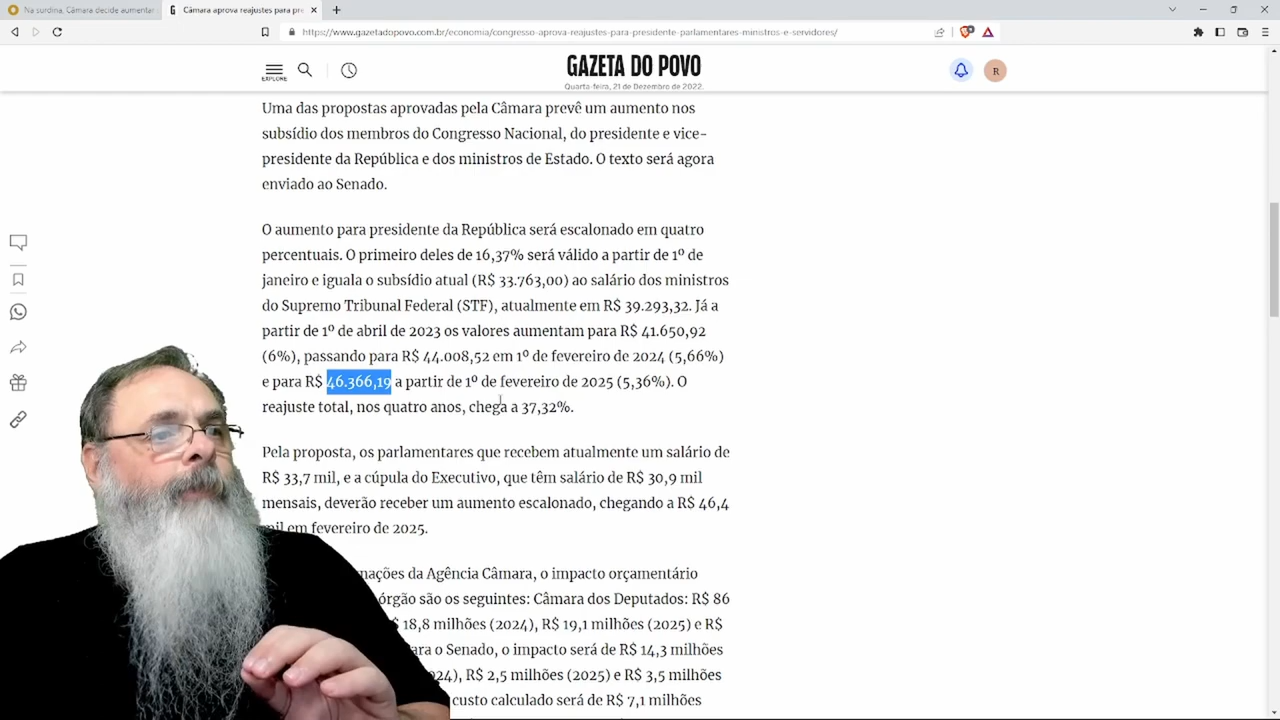 Na surdina, Câmara decide aumentar
Câmara aprova reajustes para pre
https://www.gazetadopovo.com.br/economia/congresso-aprova-reajustes-para-presidente-parlamentares-ministros-e-servidores/
EXPLORE
GAZETA DO POVO
Quarta-feira, 21 de Dezembro de 2022.
R
Uma das propostas aprovadas pela Câmara prevê um aumento nos
subsídio dos membros do Congresso Nacional, do presidente e vice-
presidente da República e dos ministros de Estado. O texto será agora
enviado ao Senado.
O aumento para presidente da República será escalonado em quatro
percentuais. O primeiro deles de 16,37% será válido a partir de 1º de
janeiro e iguala o subsídio atual (R$ 33.763,00) ao salário dos ministros
do Supremo Tribunal Federal (STF), atualmente em R$ 39.293,32. Já a
partir de 1º de abril de 2023 os valores aumentam para R$ 41.650,92
(6%), passando para R$ 44.008,52 em 1º de fevereiro de 2024 (5,66%)
e para R$ 46.366,19 a partir de 1º de fevereiro de 2025 (5,36%). O
reajuste total, nos quatro anos, chega a 37,32%.
Pela proposta, os parlamentares que recebem atualmente um salário de
R$ 33,7 mil, e a cúpula do Executivo, que têm salário de R$ 30,9 mil
mensais, deverão receber um aumento escalonado, chegando a R$ 46,4
mil em fevereiro de 2025.
mações da Agência Câmara, o impacto orçamentário
órgão são os seguintes: Câmara dos Deputados: R$ 86
18,8 milhões (2024), R$ 19,1 milhões (2025) e R$
ara o Senado, o impacto será de R$ 14,3 milhões
024), R$ 2,5 milhões (2025) e R$ 3,5 milhões
custo calculado será de R$ 7,1 milhões